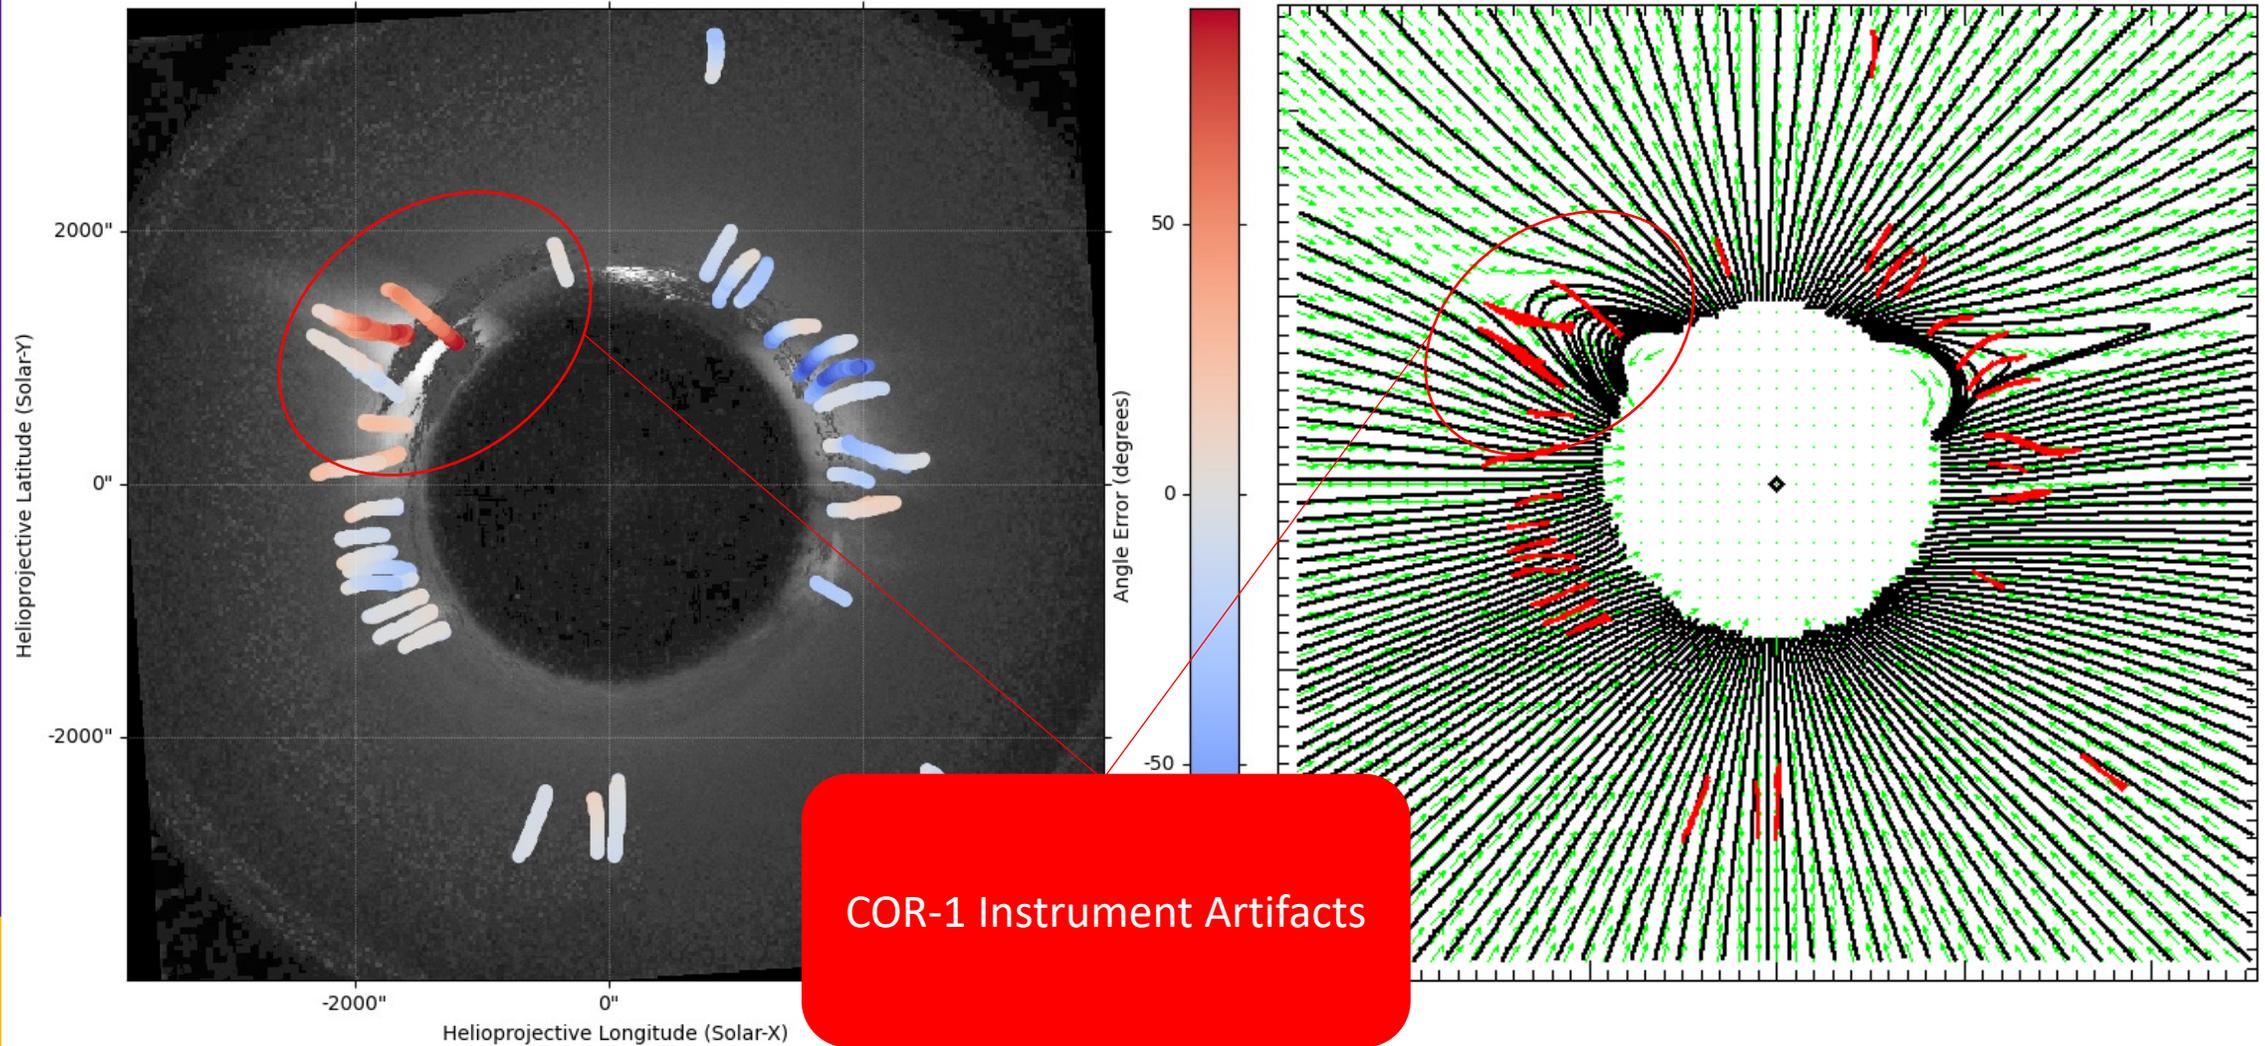 Helioprojective Latitude (Solar-Y)
2000"
0"
-2000"
-2000"
0"
Helioprojective Longitude (Solar-X)
50
0
-50
Angle Error (degrees)
COR-1 Instrument Artifacts